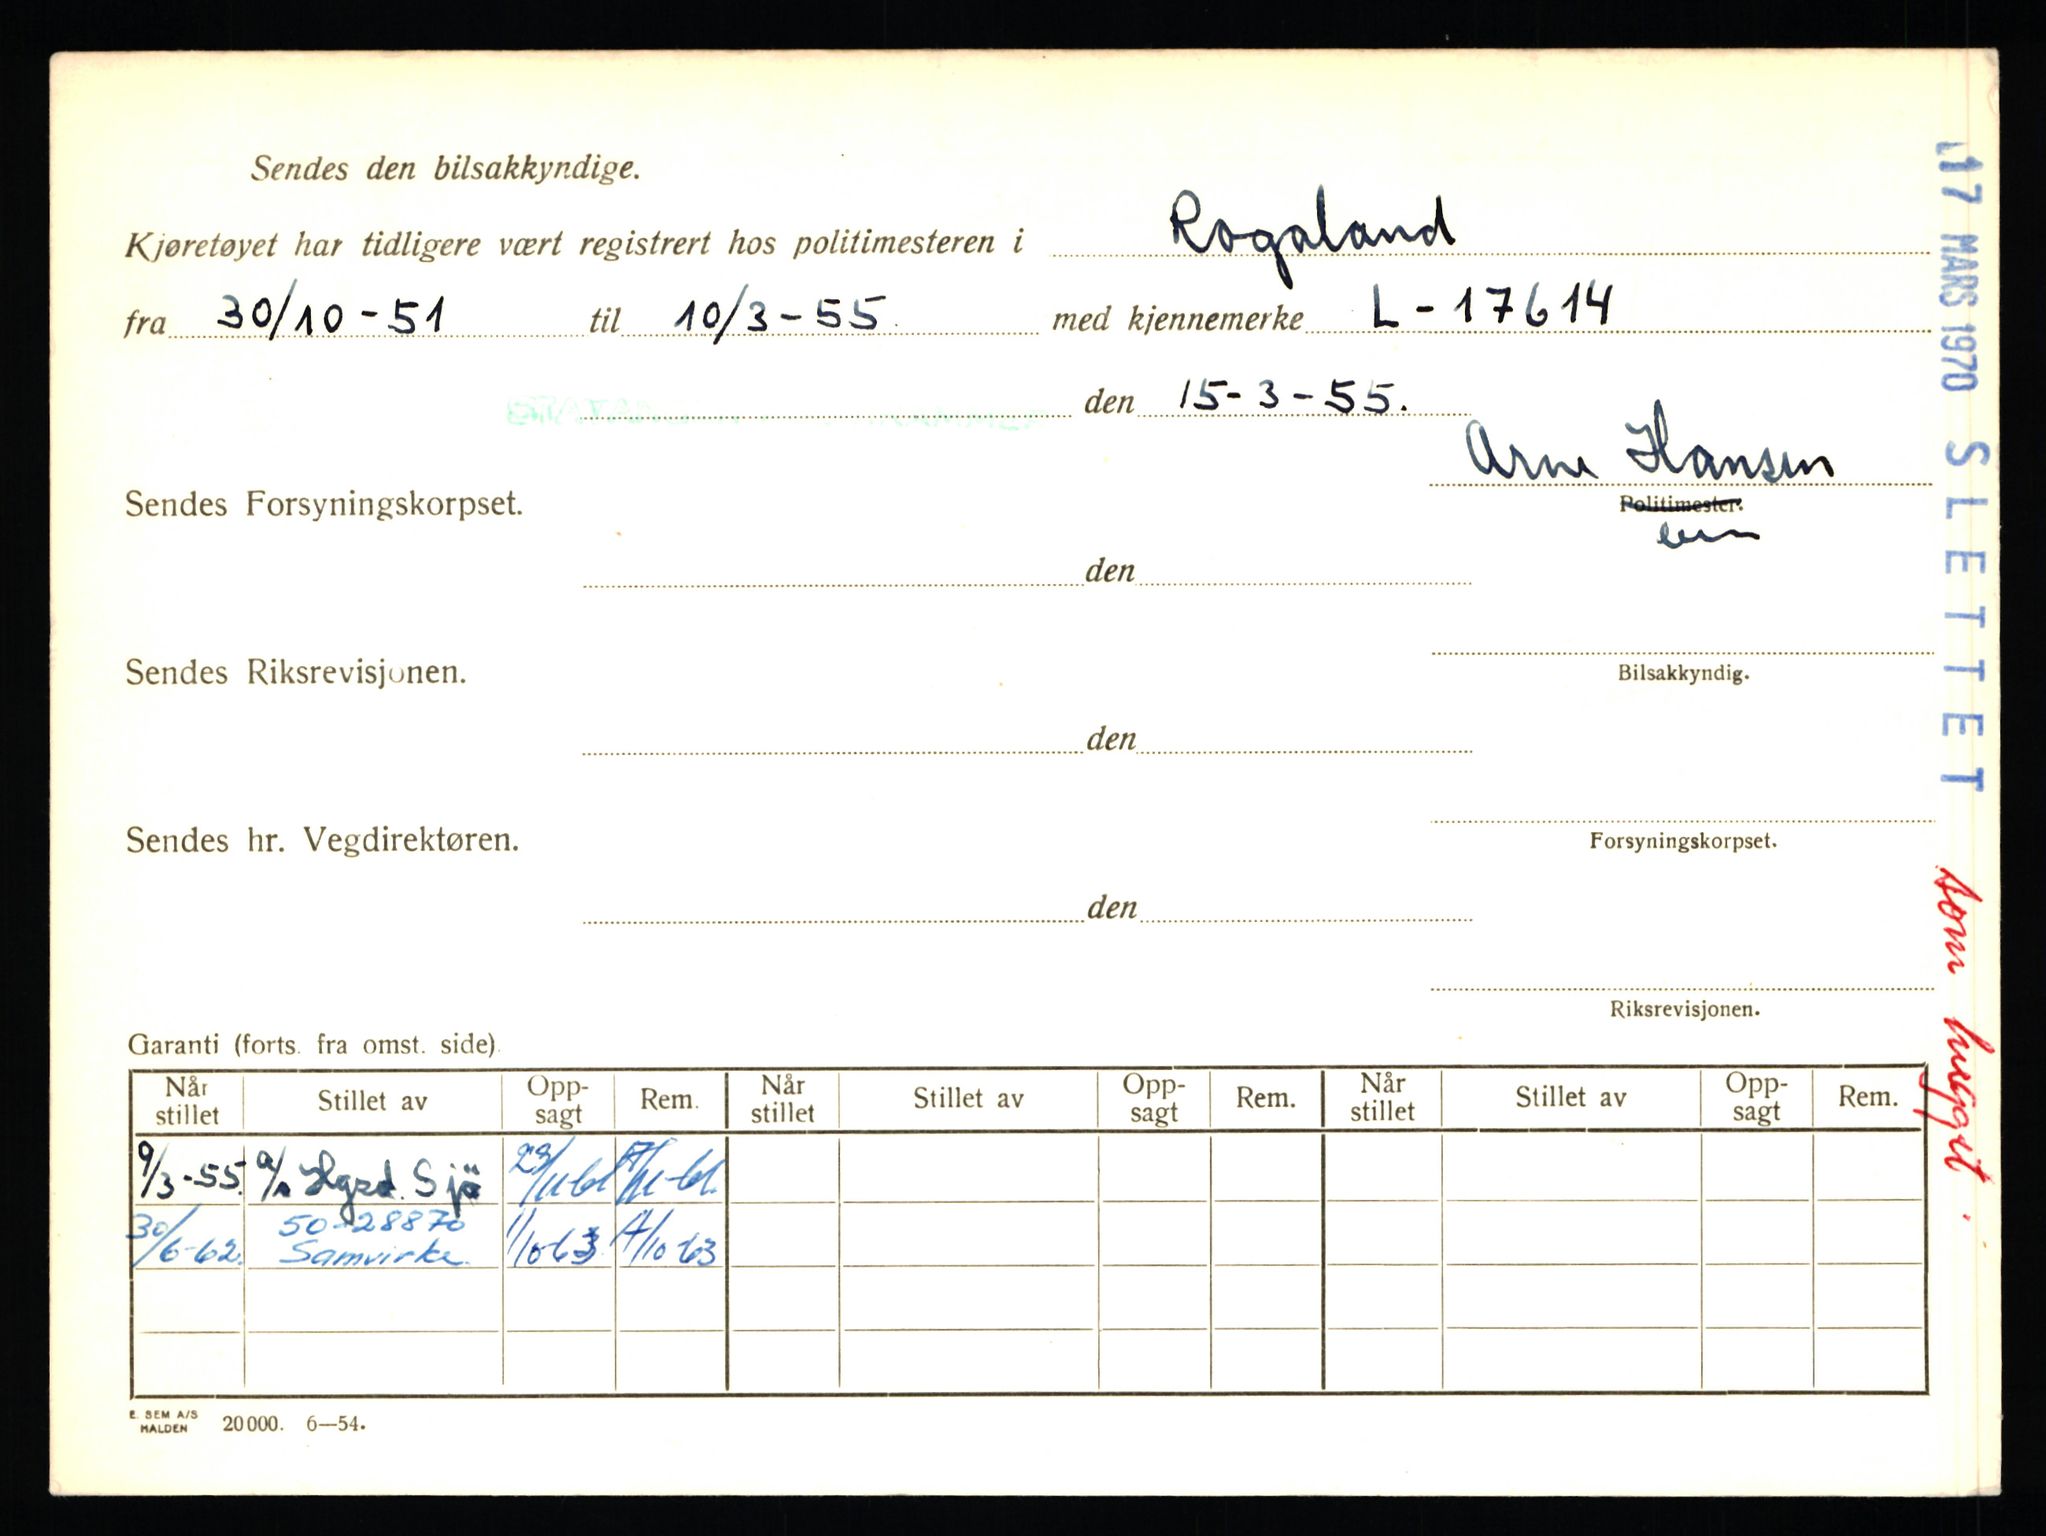 Sendes den bilsakkyndige.
Kjøretøyet har tidligere vært registrert hos politimesteren i Rogaland
fra 30/10-51 til 10/3-55 med kjennemerke L-17614
den 15-3-55.
Arne Hansen
Sendes Forsyningskorpset.
Politimester.
den
Sendes Riksrevisjonen.
Bilsakkyndig.
den
Sendes hr. Vegdirektøren.
Forsyningskorpset.
den
Riksrevisjonen.
Garanti (forts. fra omst. side)
Når stillet Stillet av Opp-sagt Rem. Når stillet Stillet av Opp-sagt Rem. Når stillet Stillet av Opp-sagt Rem.
9/3-55. Sjö
50-28870
30/6-62. Samvirke 1/10-63
E. SEM A/S
HALDEN 20000. 6—54.
17 MARS 1970 SLETTET